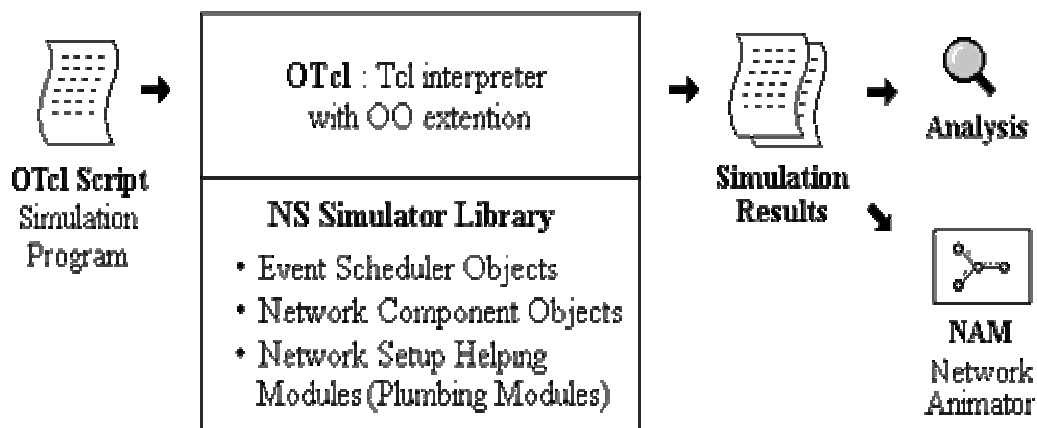 OTcl Script
Simulation
Program
OTcl : Tcl interpreter
with OO extention
NS Simulator Library
• Event Scheduler Objects
• Network Component Objects
• Network Setup Helping
Modules (Plumbing Modules)
Simulation
Results
Analysis
NAM
Network
Animator